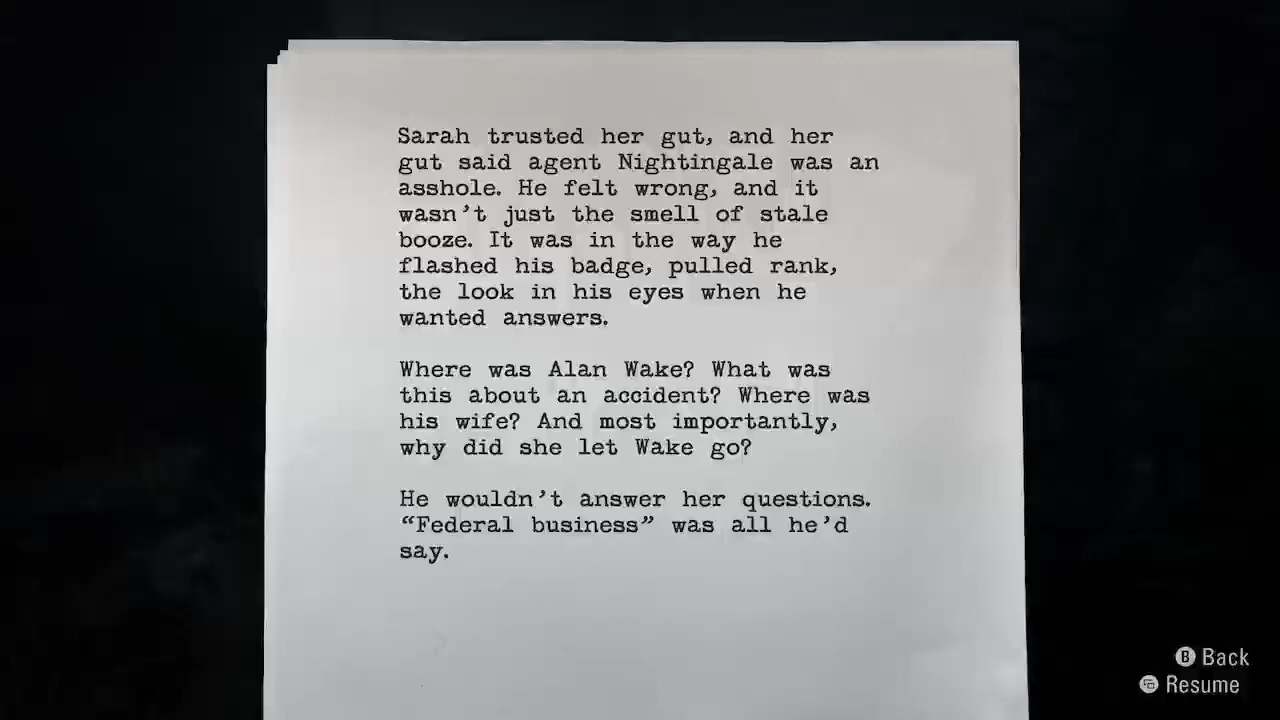 Sarah trusted her gut, and her
gut said agent Nightingale was an
asshole. He felt wrong, and it
wasn’t just the smell of stale
booze. It was in the way he
flashed his badge, pulled rank,
the look in his eyes when he
wanted answers.
Where was Alan Wake? What was
this about an accident? Where was
his wife? And most importantly,
why did she let Wake go?
He wouldn’t answer her questions.
“Federal business” was all he’d
say.
B Back
Resume